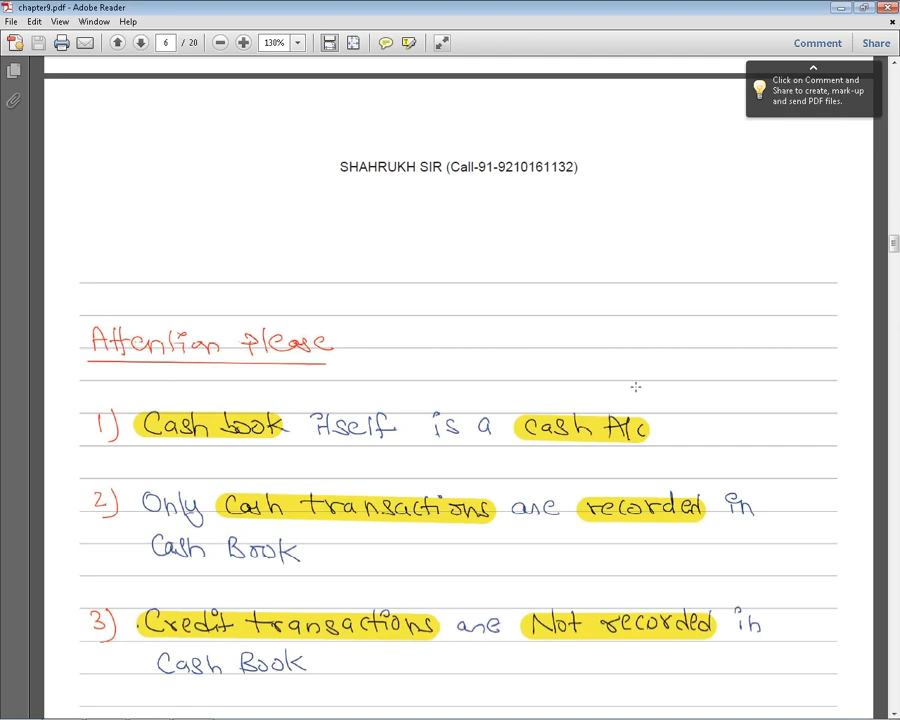 chapter9.pdf - Adobe Reader
File Edit View Window Help
6 / 20 130% Comment Share
Click on Comment and
Share to create, mark-up
and send PDF files.
SHAHRUKH SIR (Call-91-9210161132)
Attention Please
1) Cash book itself is a cash A/c
2) Only Cash transactions are recorded in
Cash Book
3) Credit transactions are Not recorded in
Cash Book